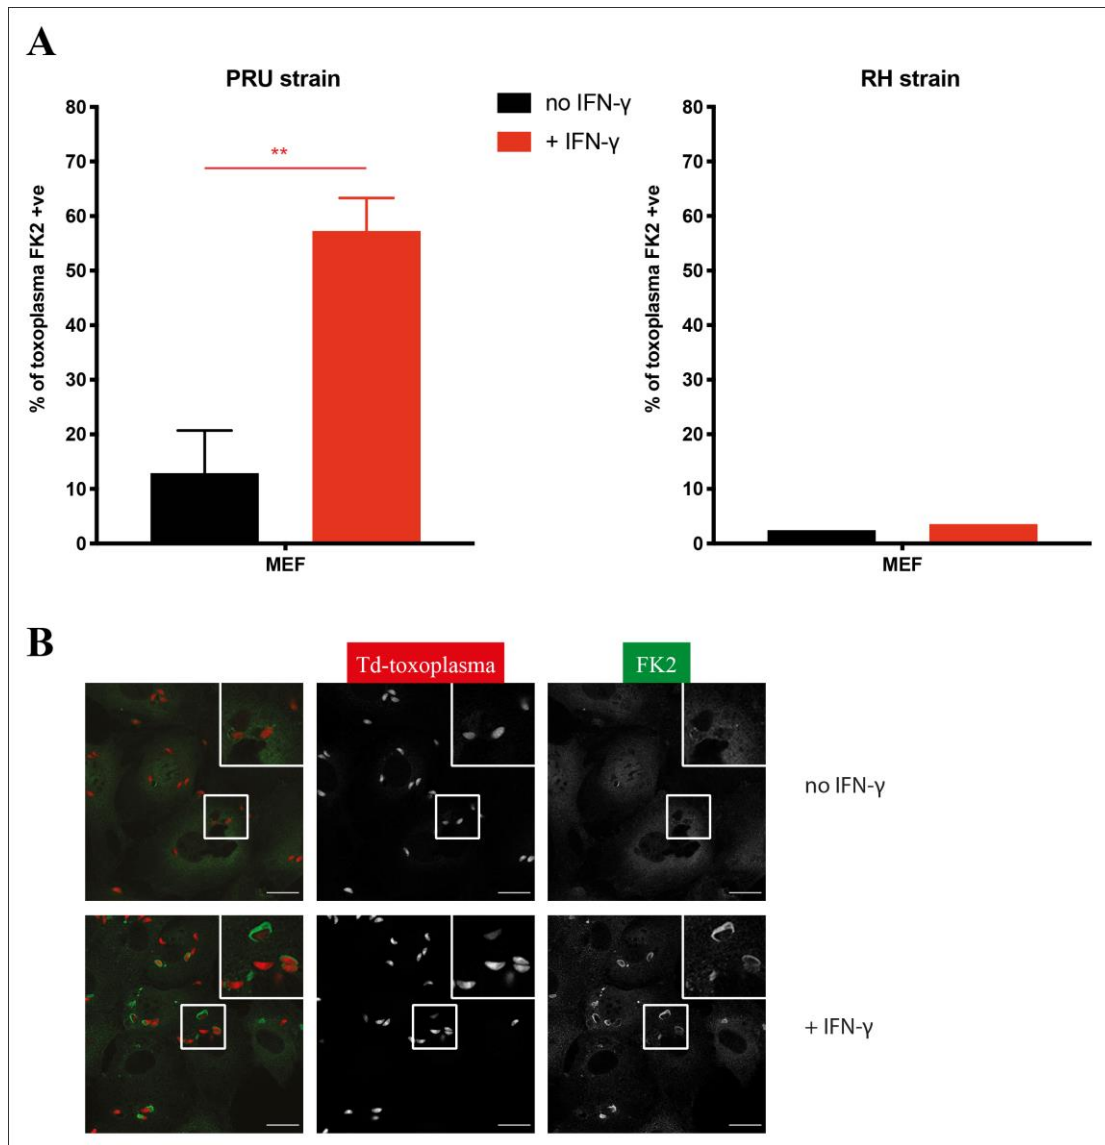 A
PRU strain
no IFN-γ
+ IFN-γ
RH strain
% of toxoplasma FK2 +ve
80
70
60
50
40
30
20
10
0
**
MEF
% of toxoplasma FK2 +ve
80
70
60
50
40
30
20
10
0
MEF
B
Td-toxoplasma
FK2
no IFN-γ
+ IFN-γ